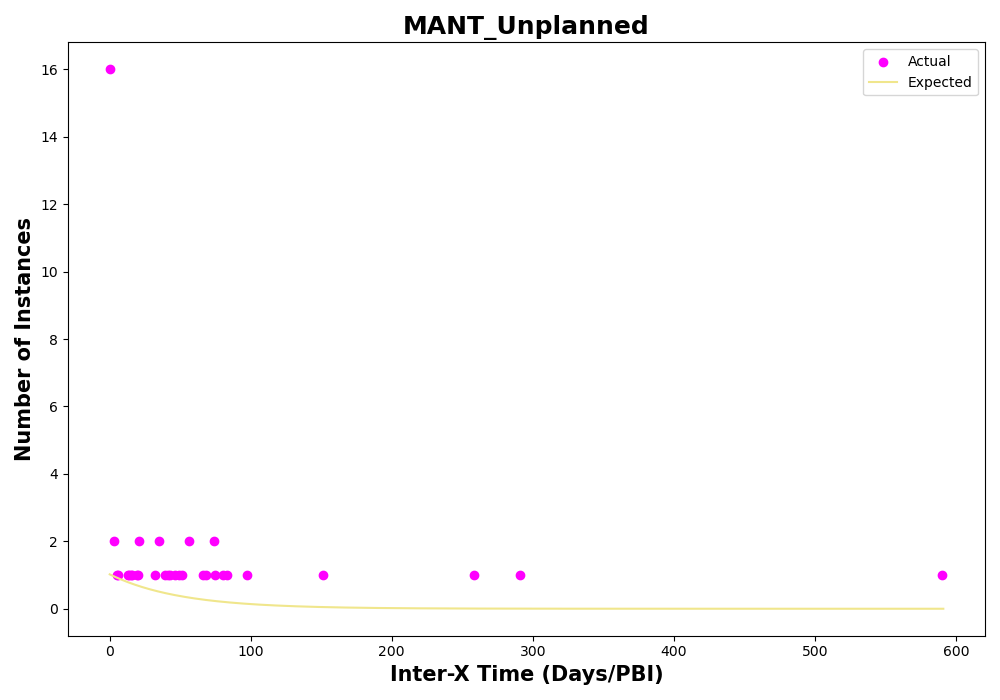 MANT_Unplanned
Actual
Expected
Number of Instances
16
14
12
10
8
6
4
2
0
0 100 200 300 400 500 600
Inter-X Time (Days/PBI)